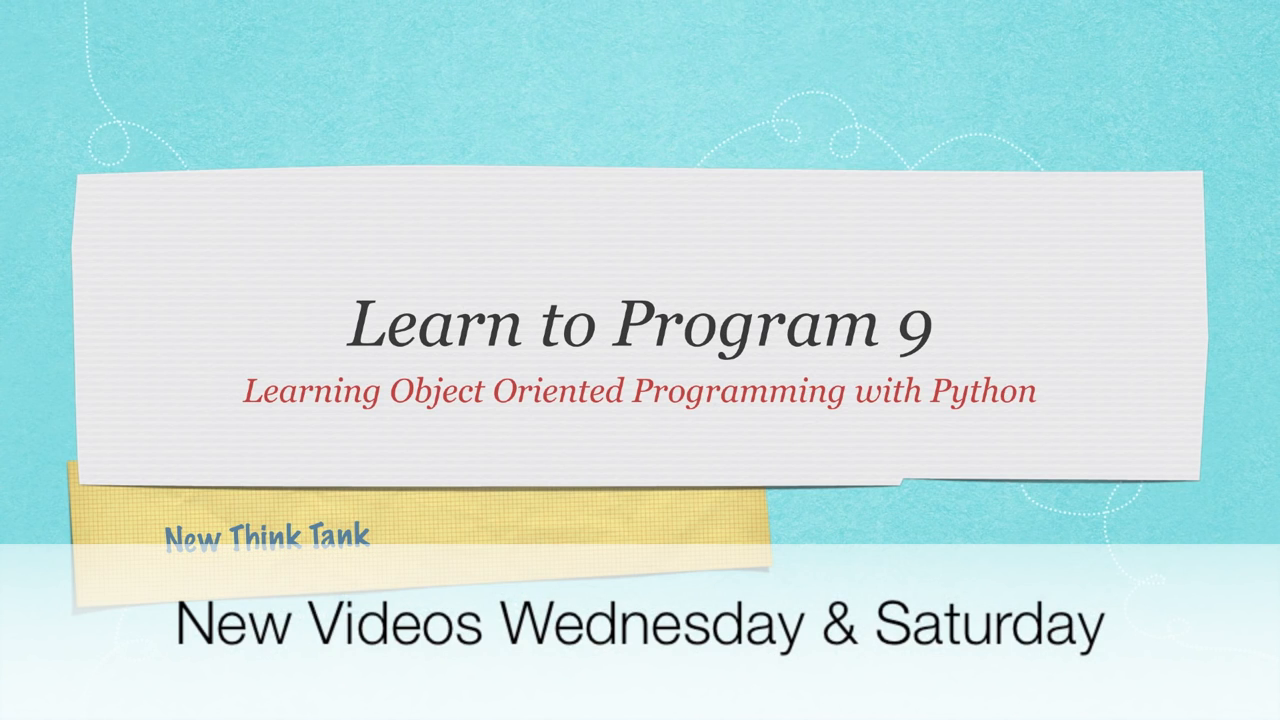 Learn to Program 9
Learning Object Oriented Programming with Python
New Think Tank
New Videos Wednesday & Saturday